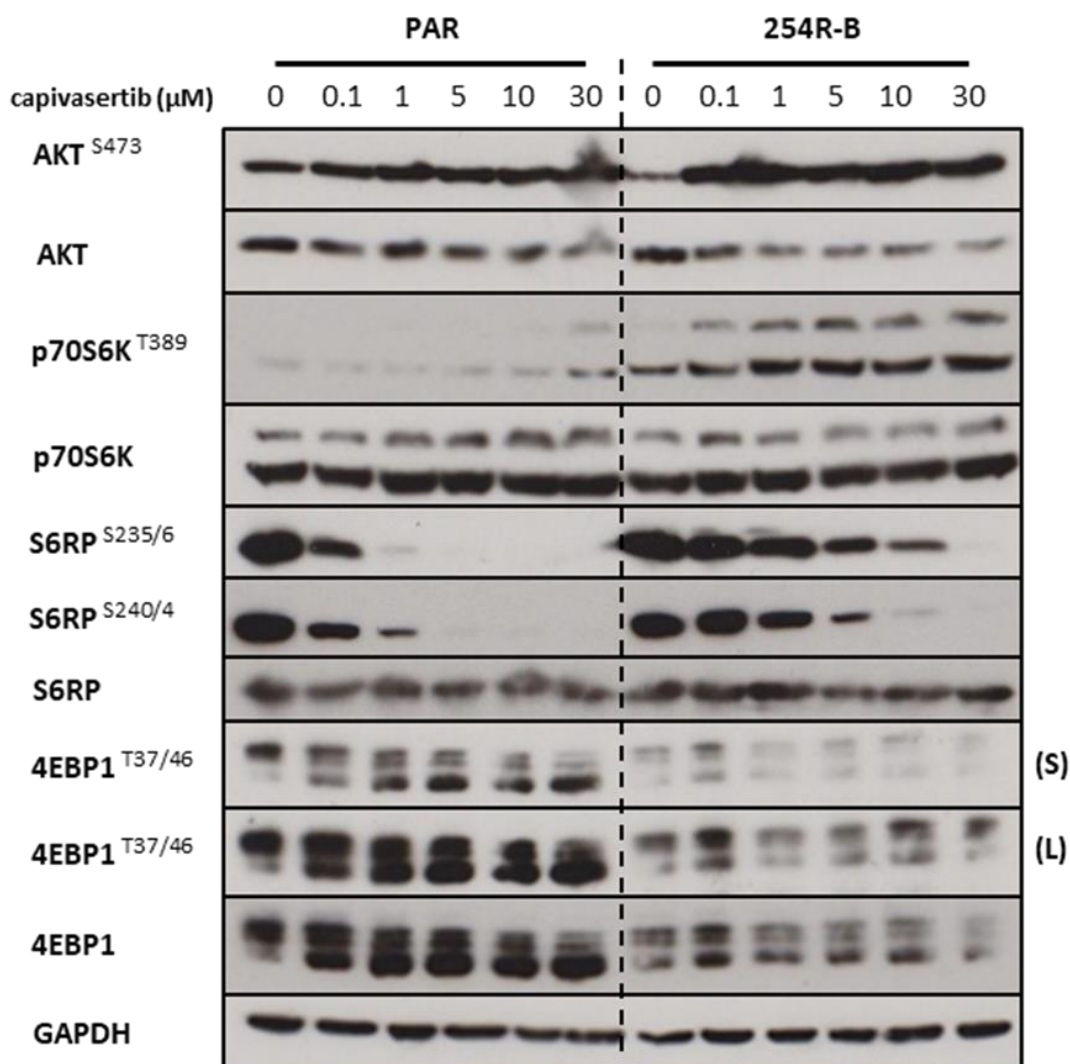 PAR 254R-B
capivasertib (µM) 0 0.1 1 5 10 30 0 0.1 1 5 10 30
AKT S473
AKT
p70S6K T389
p70S6K
S6RP S235/6
S6RP S240/4
S6RP
4EBP1 T37/46 (S)
4EBP1 T37/46 (L)
4EBP1
GAPDH